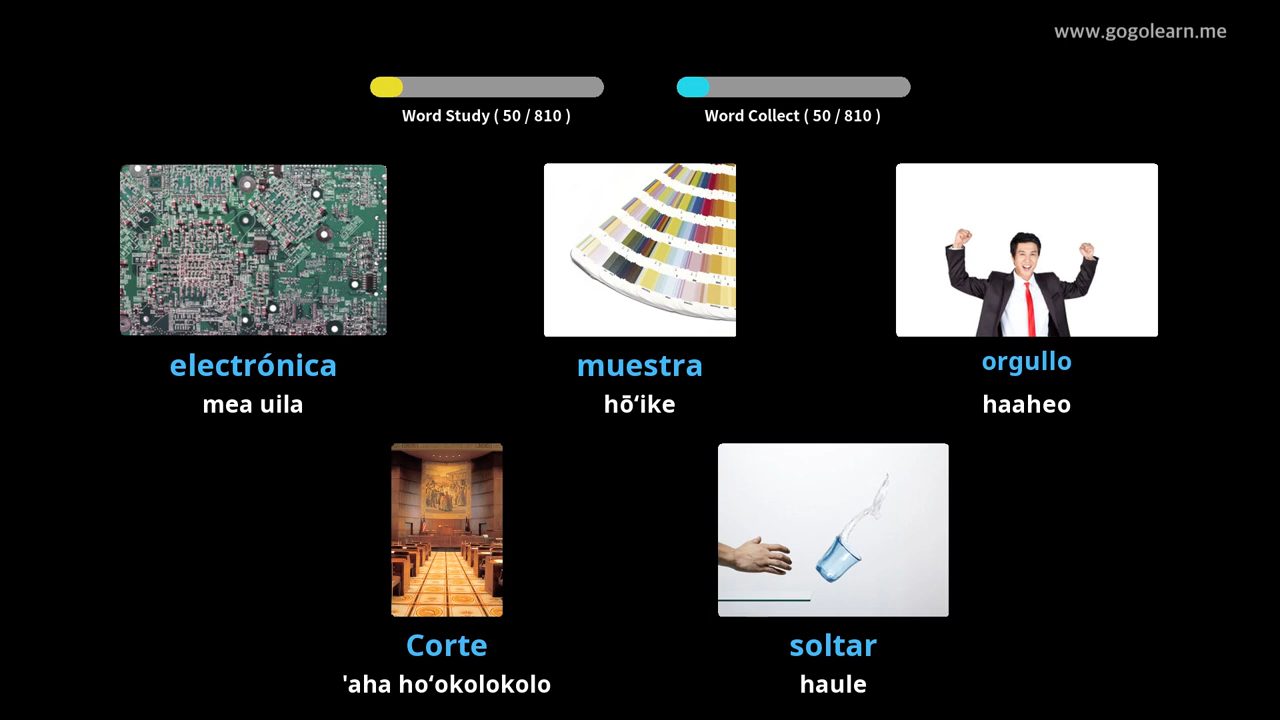 www.gogolearn.me
Word Study ( 50 / 810 )
Word Collect ( 50 / 810 )
electrónica
mea uila
muestra
hōʻike
orgullo
haaheo
Corte
'aha hoʻokolokolo
soltar
haule